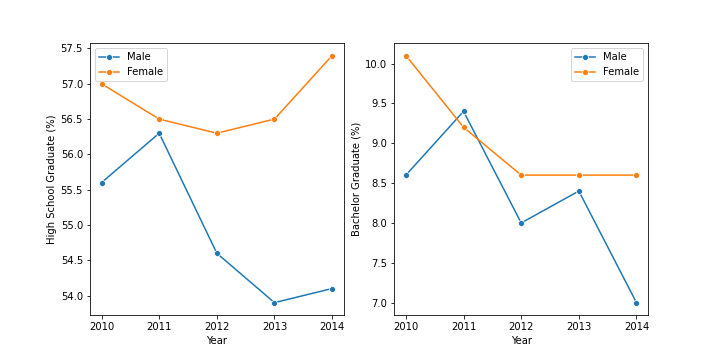 57.5
57.0
56.5
56.0
55.5
55.0
54.5
54.0
High School Graduate (%)
Male
Female
2010 2011 2012 2013 2014
Year
10.0
9.5
9.0
8.5
8.0
7.5
7.0
Bachelor Graduate (%)
Male
Female
2010 2011 2012 2013 2014
Year